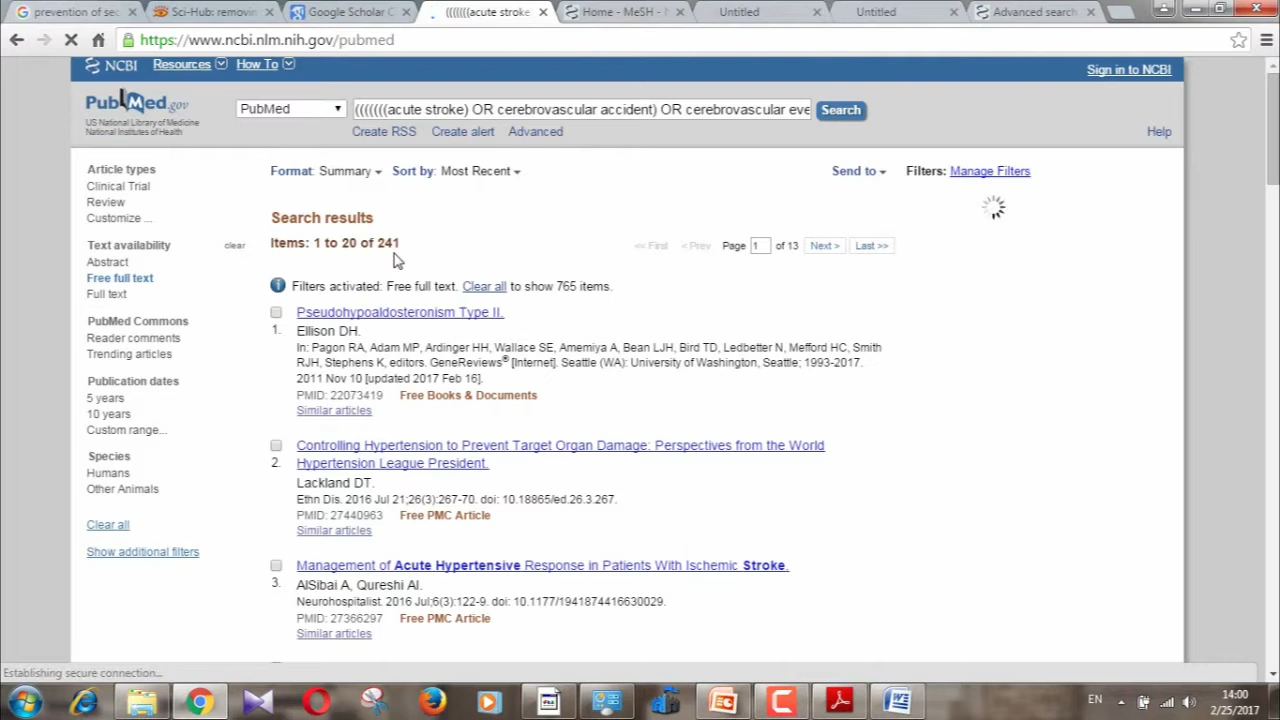 prevention of sec
Sci-Hub: removin
Google Scholar C
(((((((acute stroke
Home - MeSH - N
Untitled
Untitled
Advanced search
https://www.ncbi.nlm.nih.gov/pubmed
NCBI Resources How To Sign in to NCBI
PubMed.gov
US National Library of Medicine
National Institutes of Health
PubMed
(((((((acute stroke) OR cerebrovascular accident) OR cerebrovascular eve
Search
Create RSS Create alert Advanced Help
Article types
Clinical Trial
Review
Customize ...
Text availability clear
Abstract
Free full text
Full text
PubMed Commons
Reader comments
Trending articles
Publication dates
5 years
10 years
Custom range...
Species
Humans
Other Animals
Clear all
Show additional filters
Format: Summary Sort by: Most Recent Send to Filters: Manage Filters
Search results
Items: 1 to 20 of 241 << First < Prev Page 1 of 13 Next > Last >>
Filters activated: Free full text. Clear all to show 765 items.
Pseudohypoaldosteronism Type II.
1. Ellison DH.
In: Pagon RA, Adam MP, Ardinger HH, Wallace SE, Amemiya A, Bean LJH, Bird TD, Ledbetter N, Mefford HC, Smith
RJH, Stephens K, editors. GeneReviews® [Internet]. Seattle (WA): University of Washington, Seattle; 1993-2017.
2011 Nov 10 [updated 2017 Feb 16].
PMID: 22073419 Free Books & Documents
Similar articles
Controlling Hypertension to Prevent Target Organ Damage: Perspectives from the World
2. Hypertension League President.
Lackland DT.
Ethn Dis. 2016 Jul 21;26(3):267-70. doi: 10.18865/ed.26.3.267.
PMID: 27440963 Free PMC Article
Similar articles
Management of Acute Hypertensive Response in Patients With Ischemic Stroke.
3. AlSibai A, Qureshi AI.
Neurohospitalist. 2016 Jul;6(3):122-9. doi: 10.1177/1941874416630029.
PMID: 27366297 Free PMC Article
Similar articles
Establishing secure connection...
EN
14:00
2/25/2017